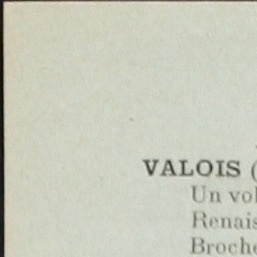 VALOIS (
Un vol
Renais
Broche